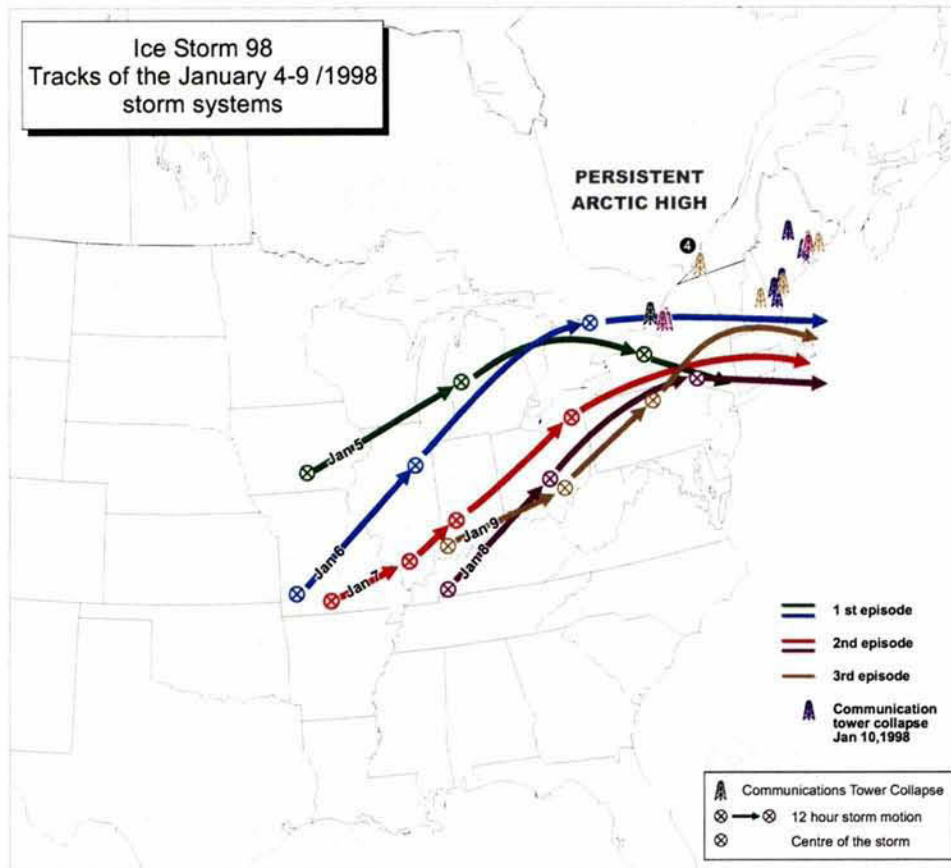 Ice Storm 98
Tracks of the January 4-9 /1998
storm systems
PERSISTENT
ARCTIC HIGH
4
Jan 5
Jan 6
Jan 7
Jan 9
Jan 8
1 st episode
2nd episode
3rd episode
Communication
tower collapse
Jan 10,1998
Communications Tower Collapse
12 hour storm motion
Centre of the storm